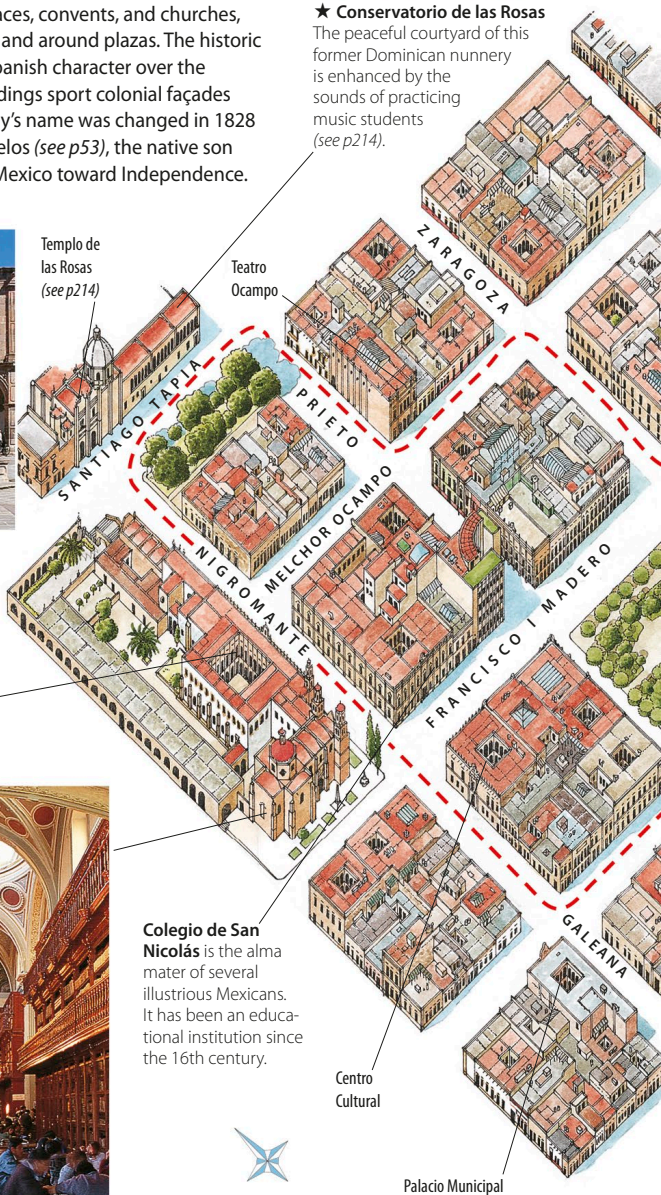 aces, convents, and churches,
and around plazas. The historic
panish character over the
dings sport colonial façades
y’s name was changed in 1828
elos (see p53), the native son
Mexico toward Independence.
★ Conservatorio de las Rosas
The peaceful courtyard of this
former Dominican nunnery
is enhanced by the
sounds of practicing
music students
(see p214).
Templo de
las Rosas
(see p214)
Teatro
Ocampo
ZARAGOZA
SANTIAGO TAPIA
PRIETO
MELCHOR OCAMPO
NIGROMANTE
FRANCISCO I MADERO
GALEANA
Colegio de San
Nicolás is the alma
mater of several
illustrious Mexicans.
It has been an educa-
tional institution since
the 16th century.
Centro
Cultural
Palacio Municipal